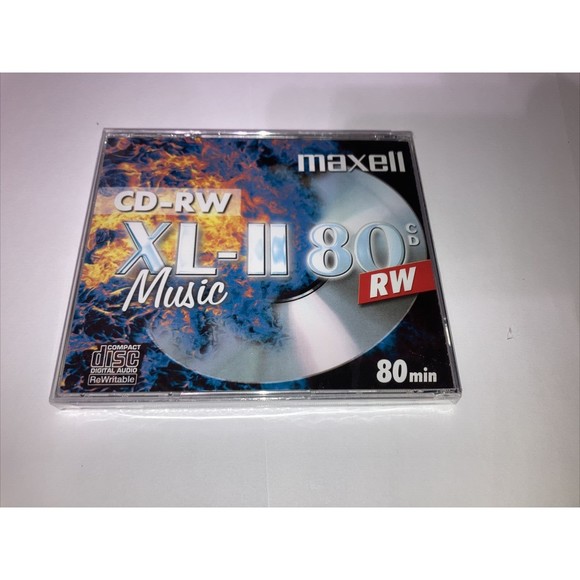 maxell
CD-RW
XL-II 80 CD
RW
Music
COMPACT
disc
DIGITAL AUDIO
ReWritable
80min